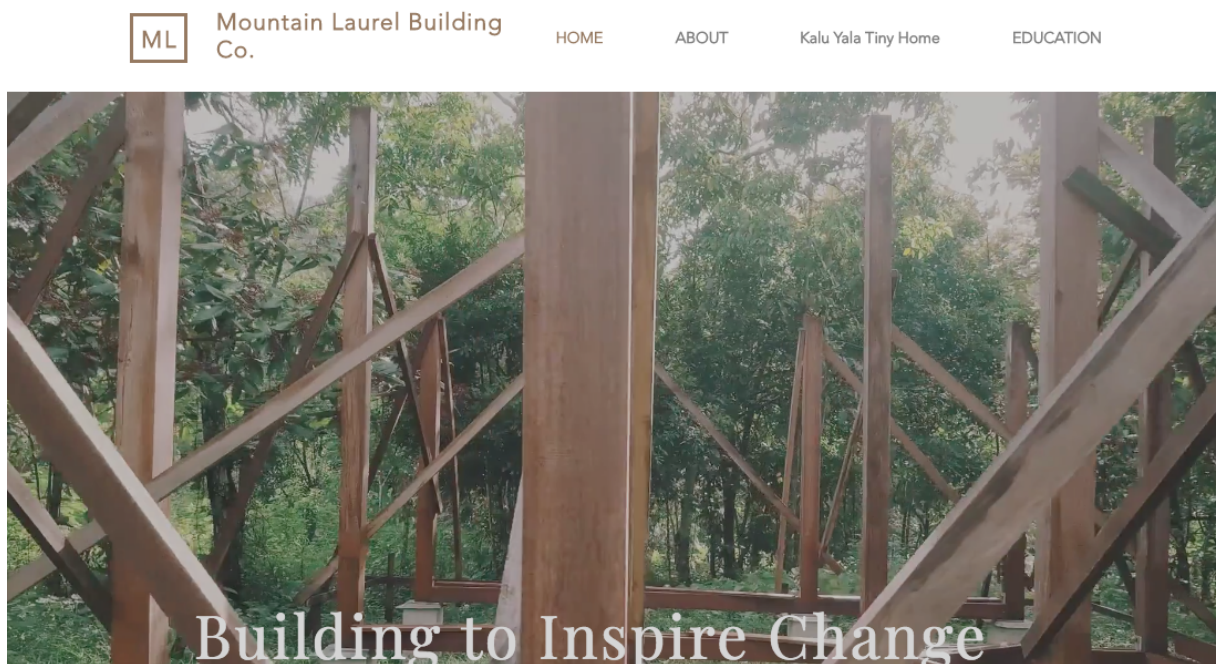 ML
Mountain Laurel Building
Co.
HOME
ABOUT
Kalu Yala Tiny Home
EDUCATION
Building to Inspire Change